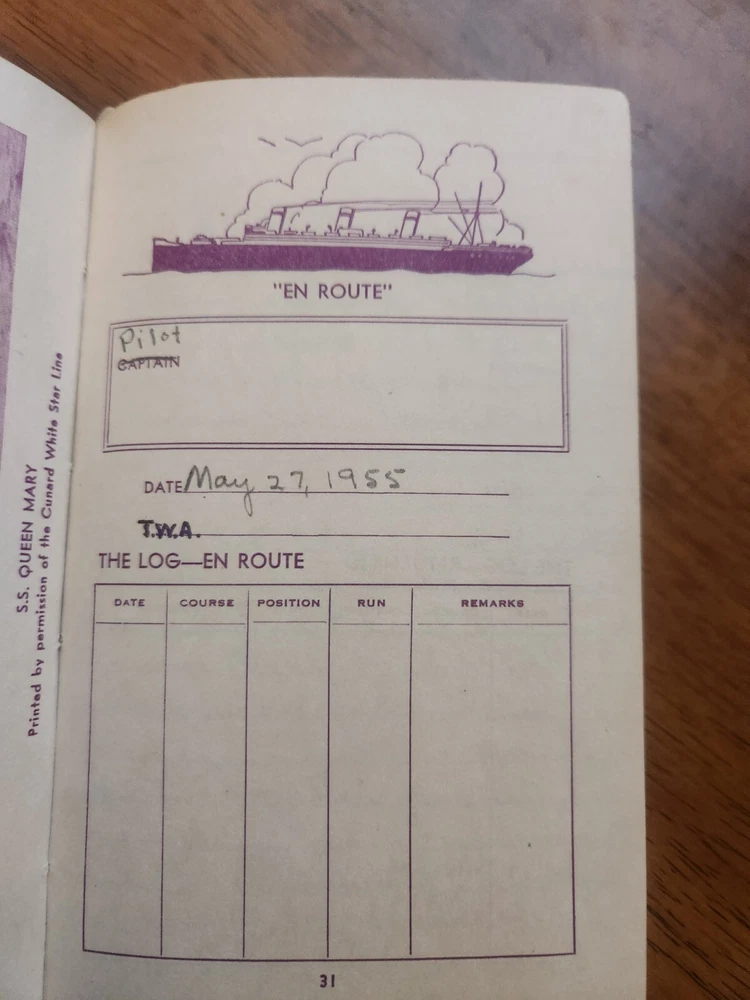 "EN ROUTE"
Pilot
CAPTAIN
DATE May 27, 1955
T.W.A.
THE LOG—EN ROUTE
DATE COURSE POSITION RUN REMARKS
31
S.S. QUEEN MARY
Printed by permission of the Cunard White Star Line